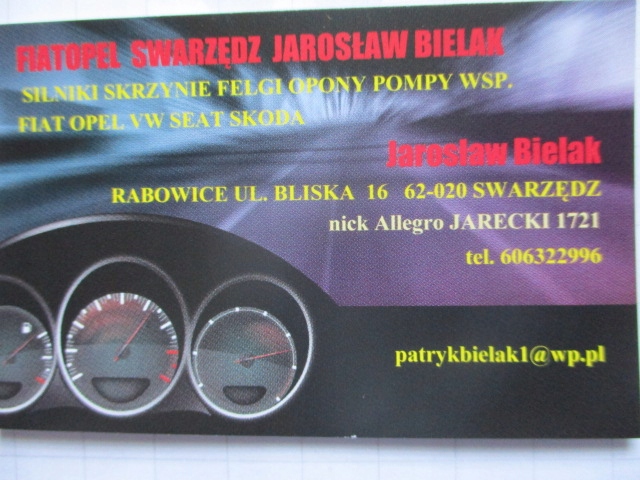 FIATOPEL SWARZĘDZ JAROSŁAW BIELAK
SILNIKI SKRZYNIE FELGI OPONY POMPY WSP.
FIAT OPEL VW SEAT SKODA
Jarosław Bielak
RABOWICE UL. BLISKA 16 62-020 SWARZĘDZ
nick Allegro JARECKI 1721
tel. 606322996
patrykbielak1@wp.pl